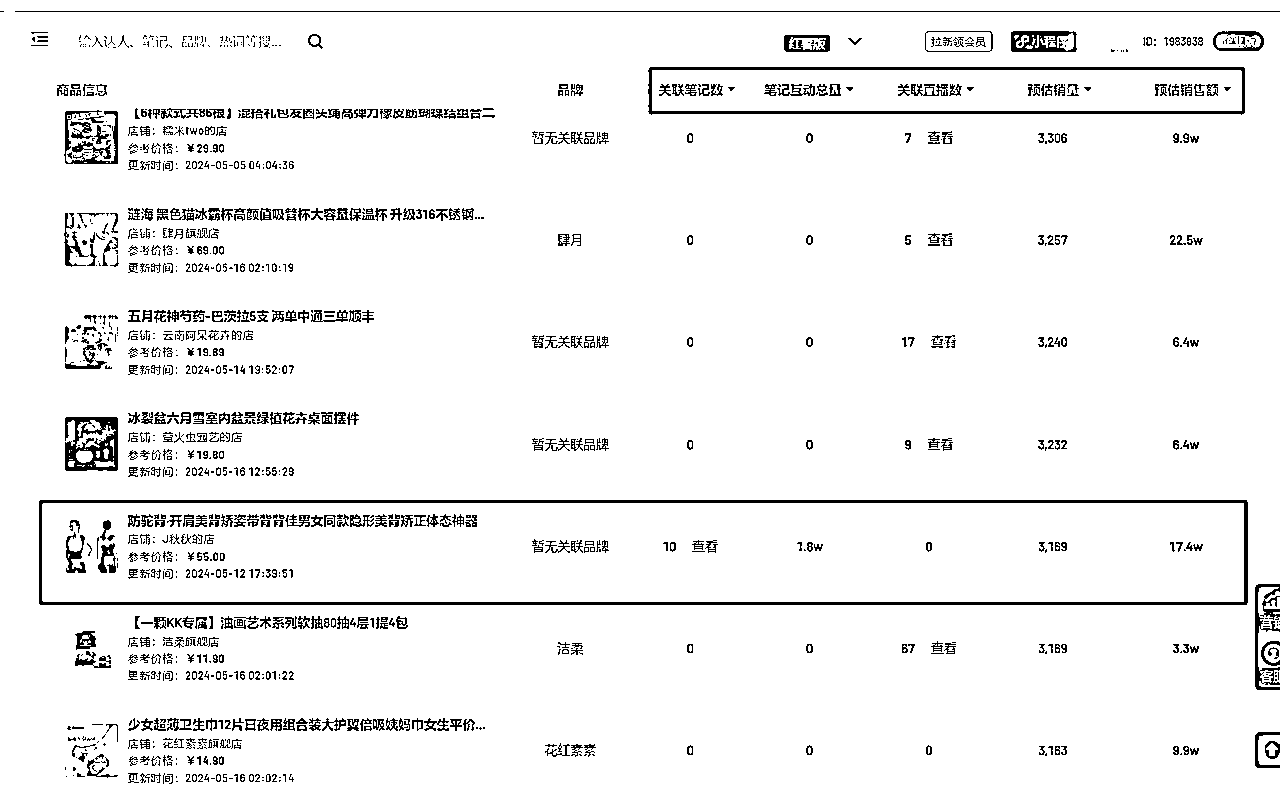 输入达人、笔记、品牌、热词等搜...
红薯版
拉新领会员
小程序
ID: 1983838
商品信息 品牌 关联笔记数 笔记互动总量 关联直播数 预估销量 预估销售额
【6种款式共86根】混搭礼包发圈头绳高弹力橡皮筋蝴蝶结组合二
店铺：糯米two的店
参考价格：￥29.90
更新时间：2024-05-05 04:04:36
暂无关联品牌 0 0 7 查看 3,306 9.9w
涟海 黑色猫冰霸杯高颜值吸管杯大容量保温杯 升级316不锈钢...
店铺：肆月旗舰店
参考价格：￥69.00
更新时间：2024-05-16 02:10:19
肆月 0 0 5 查看 3,257 22.5w
五月花神芍药-巴茨拉5支 两单中通三单顺丰
店铺：云南阿呆花卉的店
参考价格：￥19.89
更新时间：2024-05-14 19:52:07
暂无关联品牌 0 0 17 查看 3,240 6.4w
冰裂盆六月雪室内盆景绿植花卉桌面摆件
店铺：萤火虫园艺的店
参考价格：￥19.80
更新时间：2024-05-16 12:55:29
暂无关联品牌 0 0 9 查看 3,232 6.4w
防驼背·开肩美背矫姿带背背佳男女同款隐形美背矫正体态神器
店铺：J秋秋的店
参考价格：￥55.00
更新时间：2024-05-12 17:39:51
暂无关联品牌 10 查看 1.8w 0 3,169 17.4w
【一颗KK专属】油画艺术系列软抽80抽4层1提4包
店铺：洁柔旗舰店
参考价格：￥11.90
更新时间：2024-05-16 02:01:22
洁柔 0 0 67 查看 3,169 3.3w
少女超薄卫生巾12片日夜用组合装大护翼倍吸姨妈巾女生平价...
店铺：花红素素旗舰店
参考价格：￥14.90
更新时间：2024-05-16 02:02:14
花红素素 0 0 0 3,163 9.9w